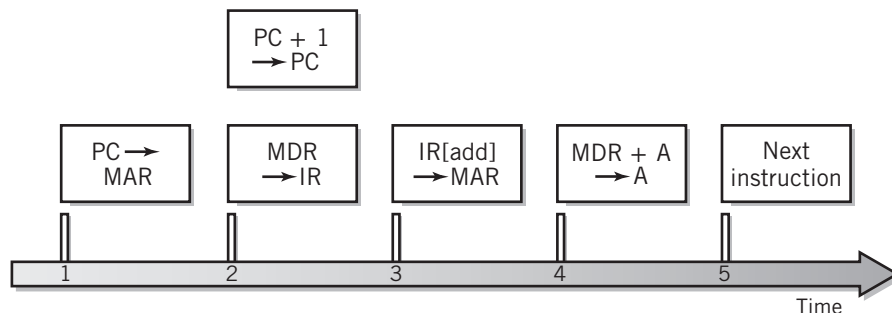 PC + 1
→ PC
PC →
MAR
MDR
→ IR
IR[add]
→ MAR
MDR + A
→ A
Next
instruction
1
2
3
4
5
Time